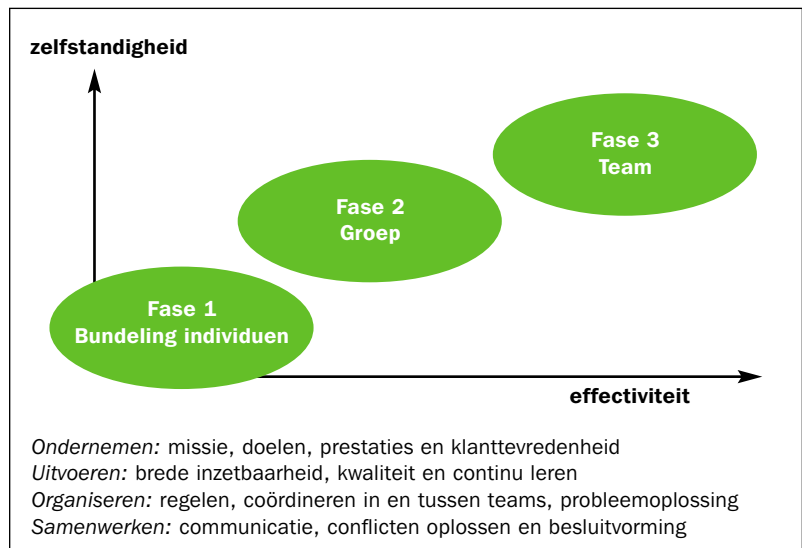 zelfstandigheid
Fase 3
Team
Fase 2
Groep
Fase 1
Bundeling individuen
effectiviteit
Ondernemen: missie, doelen, prestaties en klanttevredenheid
Uitvoeren: brede inzetbaarheid, kwaliteit en continu leren
Organiseren: regelen, coördineren in en tussen teams, probleemoplossing
Samenwerken: communicatie, conflicten oplossen en besluitvorming